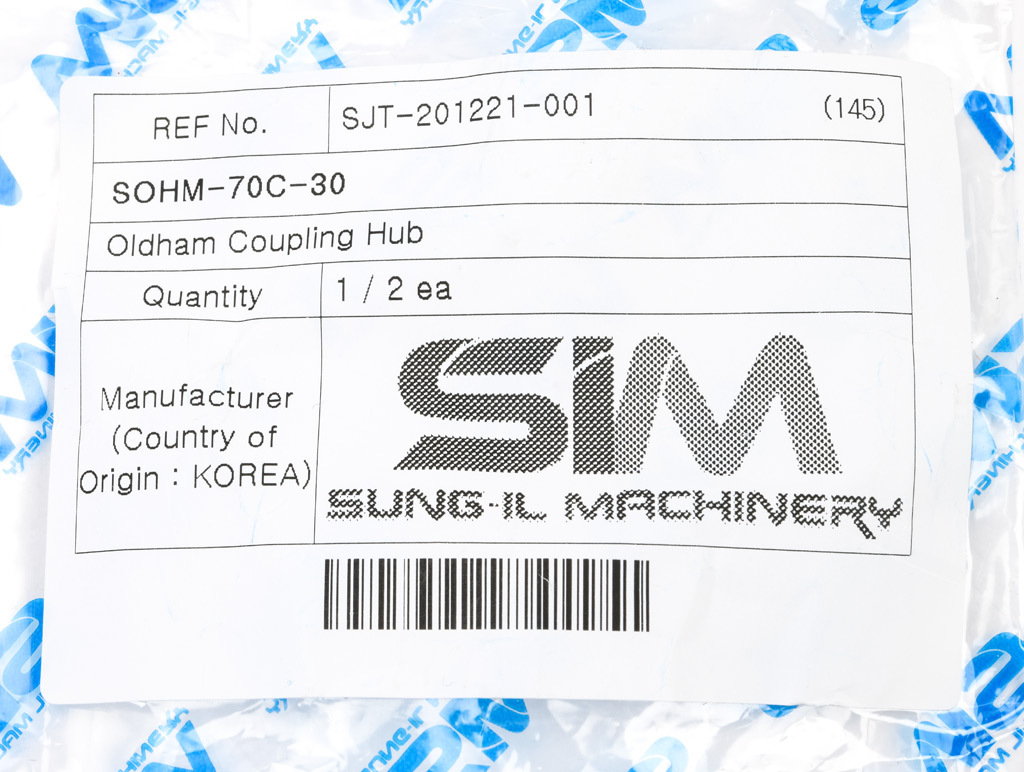 REF No. SJT-201221-001 (145)
SOHM-70C-30
Oldham Coupling Hub
Quantity 1 / 2 ea
Manufacturer
(Country of
Origin : KOREA)
SIM
SUNG-IL MACHINERY